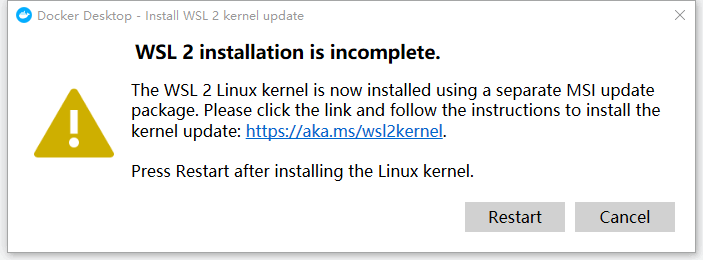 Docker Desktop - Install WSL 2 kernel update
WSL 2 installation is incomplete.
The WSL 2 Linux kernel is now installed using a separate MSI update
package. Please click the link and follow the instructions to install the
kernel update: https://aka.ms/wsl2kernel.
Press Restart after installing the Linux kernel.
Restart
Cancel